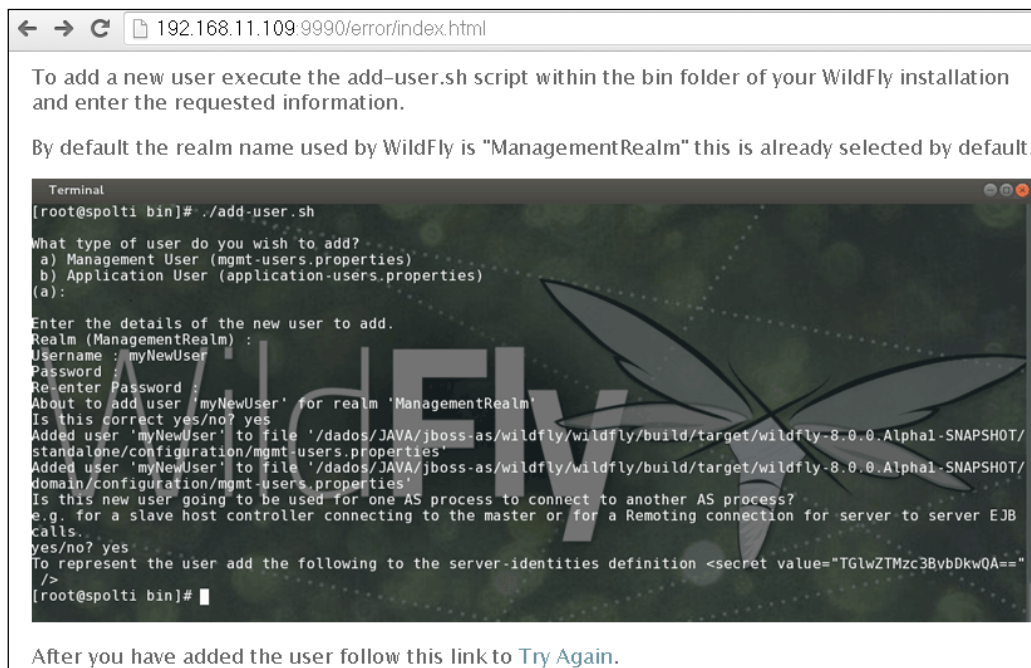 192.168.11.109:9990/error/index.html
To add a new user execute the add-user.sh script within the bin folder of your WildFly installation
and enter the requested information.
By default the realm name used by WildFly is "ManagementRealm" this is already selected by default.
Terminal
[root@spolti bin]# ./add-user.sh
What type of user do you wish to add?
a) Management User (mgmt-users.properties)
b) Application User (application-users.properties)
(a):
Enter the details of the new user to add.
Realm (ManagementRealm) :
Username : myNewUser
Password :
Re-enter Password :
About to add user 'myNewUser' for realm 'ManagementRealm'
Is this correct yes/no? yes
Added user 'myNewUser' to file '/dados/JAVA/jboss-as/wildfly/wildfly/build/target/wildfly-8.0.0.Alpha1-SNAPSHOT/
standalone/configuration/mgmt-users.properties'
Added user 'myNewUser' to file '/dados/JAVA/jboss-as/wildfly/wildfly/build/target/wildfly-8.0.0.Alpha1-SNAPSHOT/
domain/configuration/mgmt-users.properties'
Is this new user going to be used for one AS process to connect to another AS process?
e.g. for a slave host controller connecting to the master or for a Remoting connection for server to server EJB
calls.
yes/no? yes
To represent the user add the following to the server-identities definition <secret value="TGlwZTMzc3BvbDkwQA=="
/>
[root@spolti bin]#
WildFly
After you have added the user follow this link to Try Again.